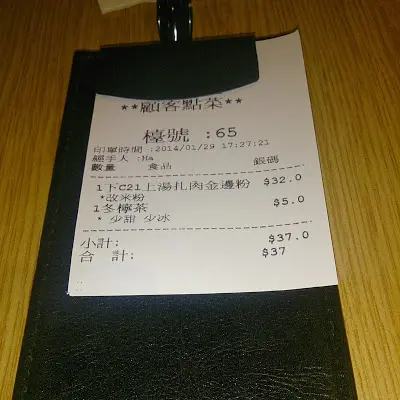 **顧客點菜**
檯號 :65
印單時間 :2014/01/29 17:27:21
經手人 :Ha
數量 食品 銀碼
1下C21上湯扎肉金邊粉 $32.0
*改米粉
1冬檸茶 $5.0
* 少甜 少冰
小計: $37.0
合 計: $37